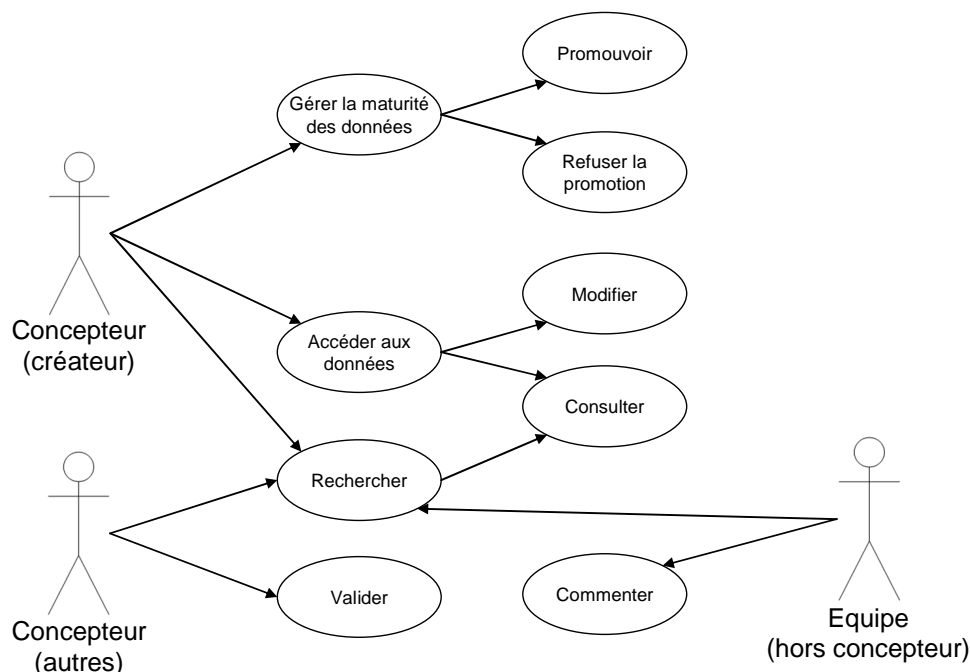 Promouvoir
Gérer la maturité
des données
Refuser la
promotion
Concepteur
(créateur)
Modifier
Accéder aux
données
Consulter
Rechercher
Valider
Commenter
Concepteur
(autres)
Equipe
(hors concepteur)